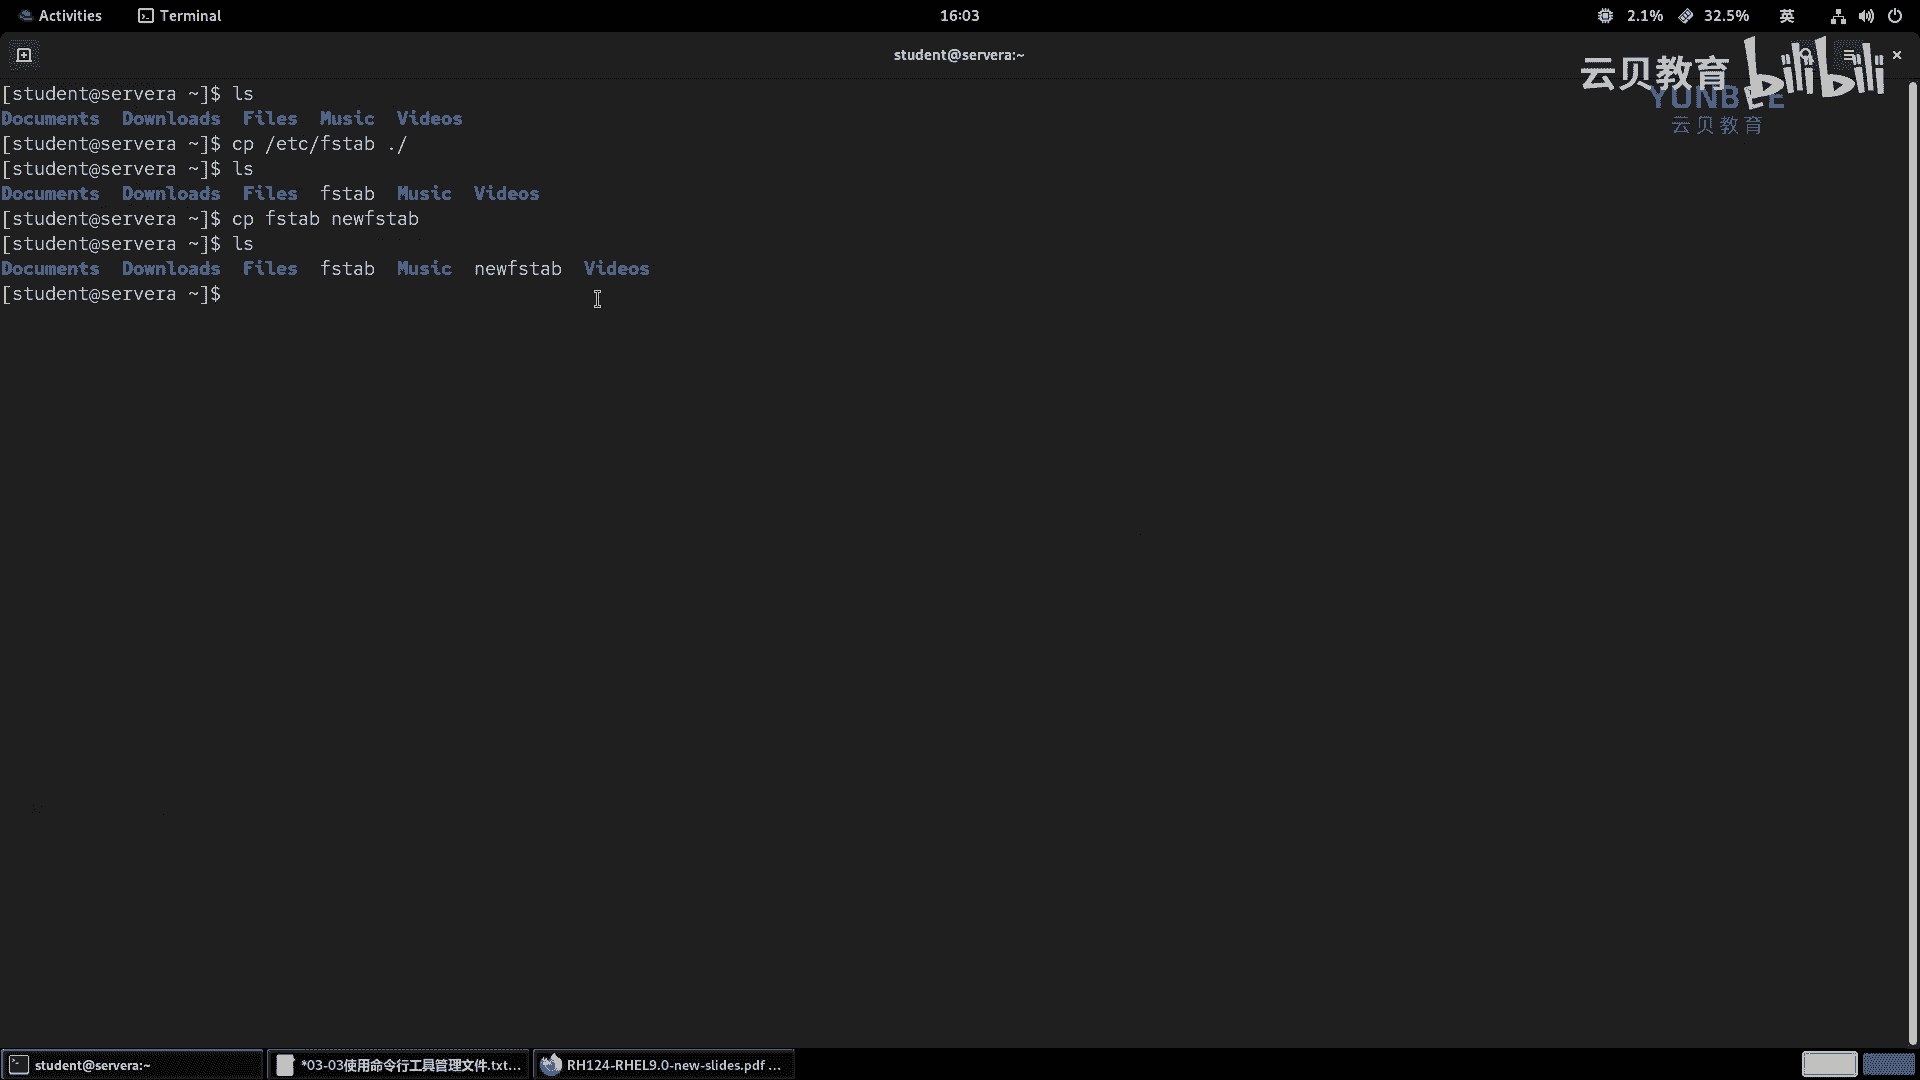 Activities Terminal 16:03 2.1% 32.5% 英
student@servera:~
云贝教育 bilibili
YUNBEE
云贝教育
[student@servera ~]$ ls
Documents Downloads Files Music Videos
[student@servera ~]$ cp /etc/fstab ./
[student@servera ~]$ ls
Documents Downloads Files fstab Music Videos
[student@servera ~]$ cp fstab newfstab
[student@servera ~]$ ls
Documents Downloads Files fstab Music newfstab Videos
[student@servera ~]$
student@servera:~ *03-03使用命令行工具管理文件.txt... RH124-RHEL9.0-new-slides.pdf ...